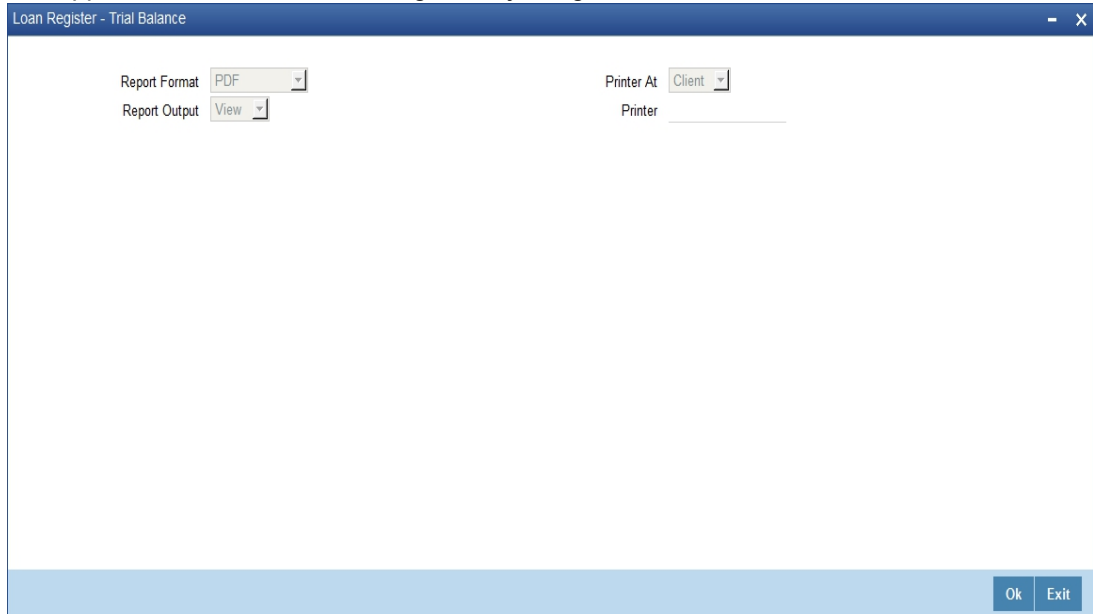 Loan Register - Trial Balance
Report Format PDF Printer At Client
Report Output View Printer
Ok Exit